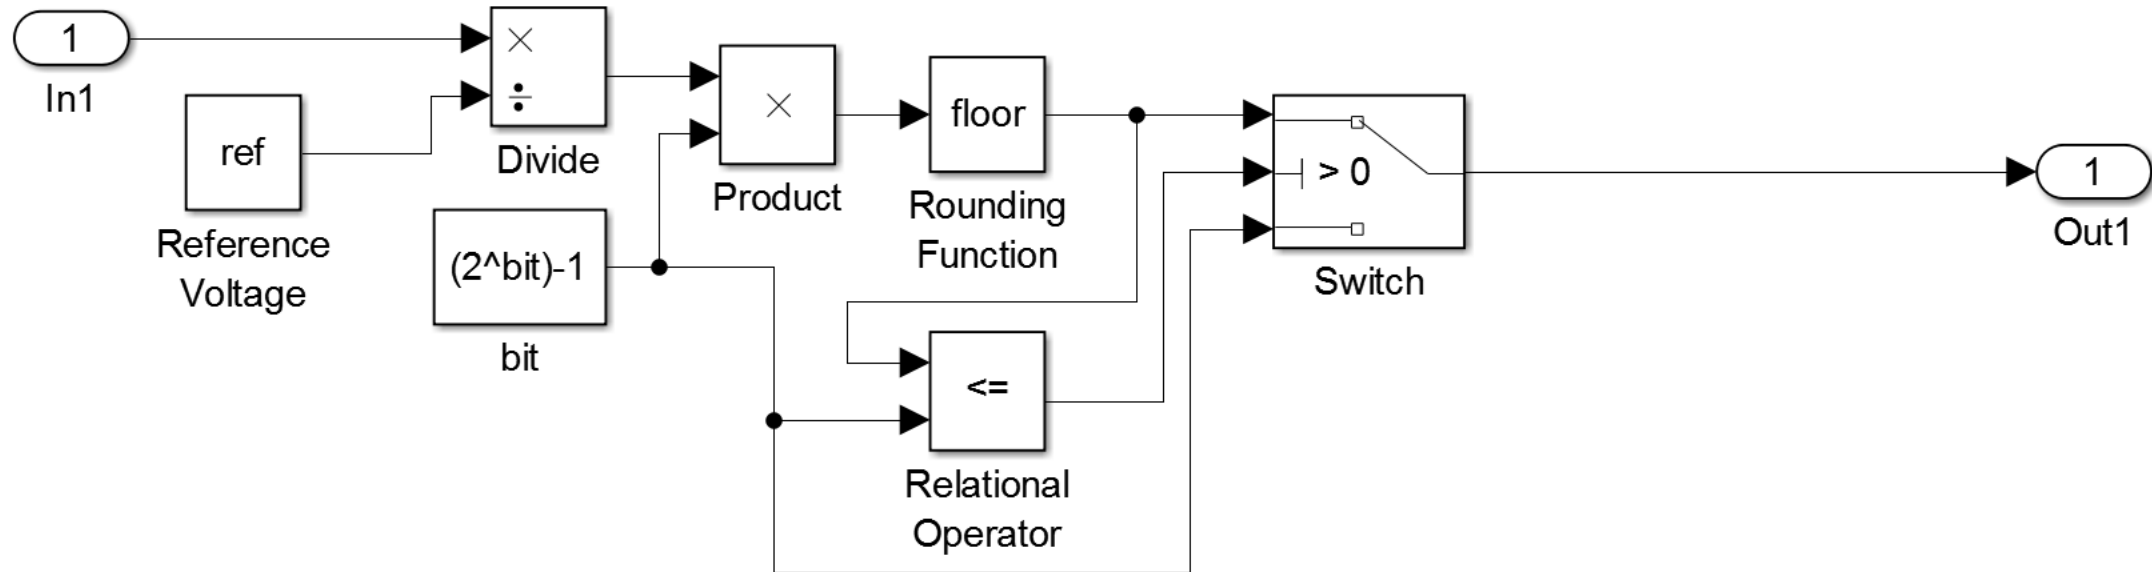 1
In1
ref
Reference
Voltage
×
÷
Divide
(2^bit)-1
bit
×
Product
floor
Rounding
Function
<=
Relational
Operator
> 0
Switch
1
Out1